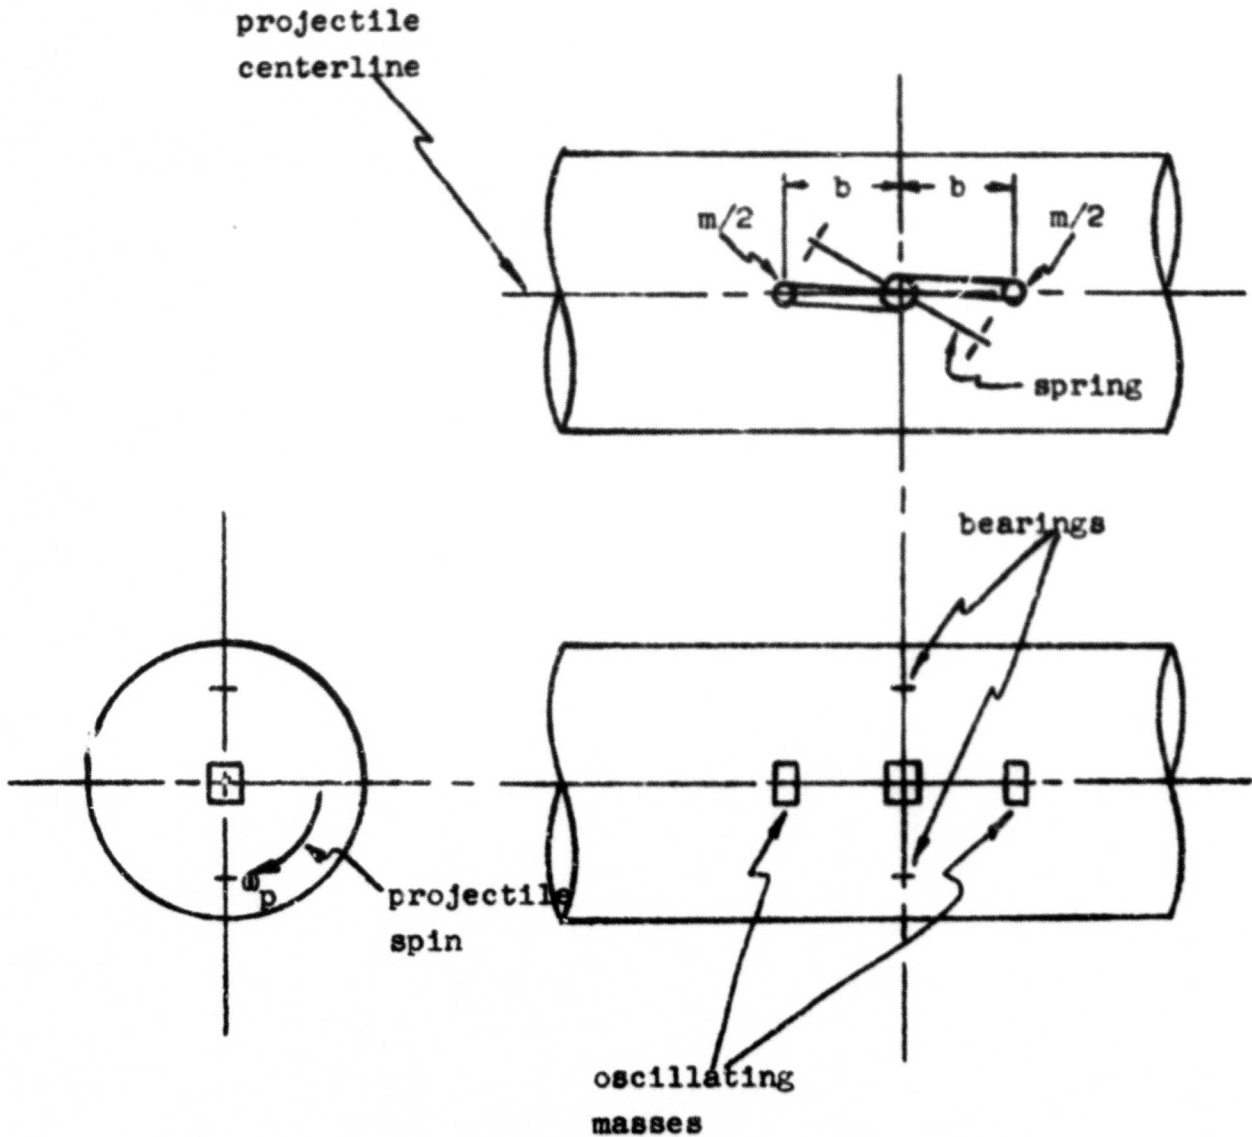 projectile
centerline
b
b
m/2
m/2
spring
bearings
ωp
projectile
spin
oscillating
masses